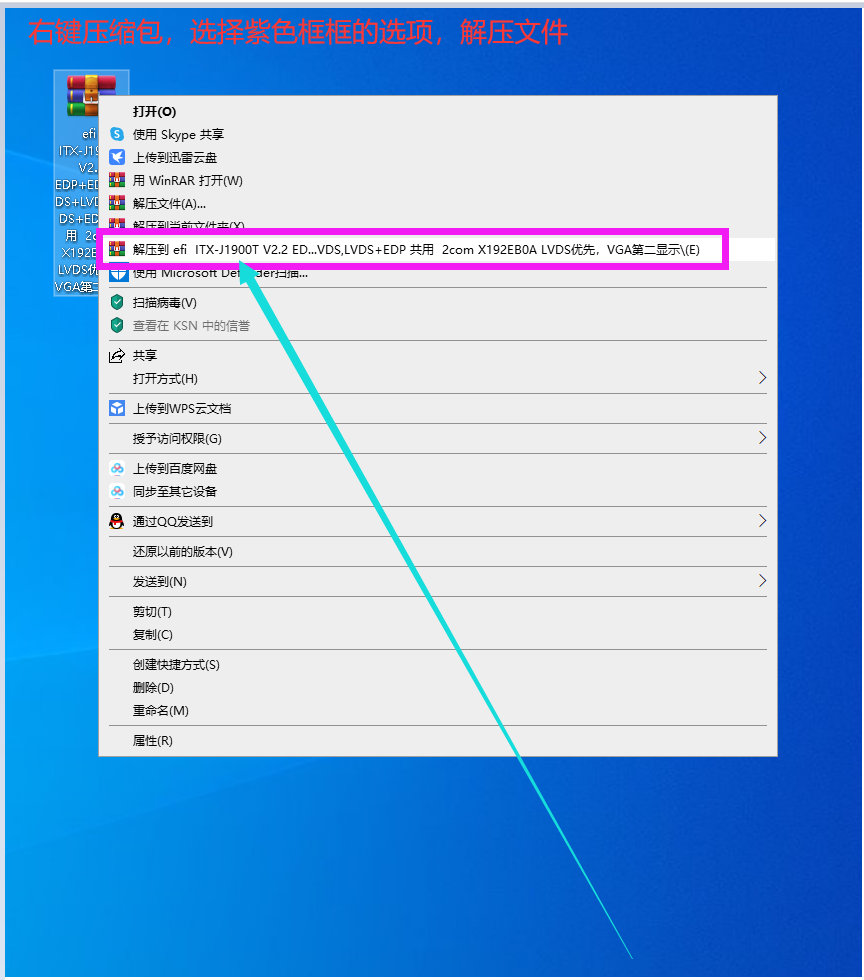 右键压缩包，选择紫色框框的选项，解压文件
efi
ITX-J19
V2.
EDP+ED
DS+LVD
DS+ED
用 2c
X192E
LVDS优
VGA第二
打开(O)
使用 Skype 共享
上传到迅雷云盘
用 WinRAR 打开(W)
解压文件(A)...
解压到当前文件夹(X)
解压到 efi ITX-J1900T V2.2 ED...VDS,LVDS+EDP 共用 2com X192EB0A LVDS优先，VGA第二显示\(E)
使用 Microsoft Defender扫描...
扫描病毒(V)
查看在 KSN 中的信誉
共享
打开方式(H)
上传到WPS云文档
授予访问权限(G)
上传到百度网盘
同步至其它设备
通过QQ发送到
还原以前的版本(V)
发送到(N)
剪切(T)
复制(C)
创建快捷方式(S)
删除(D)
重命名(M)
属性(R)